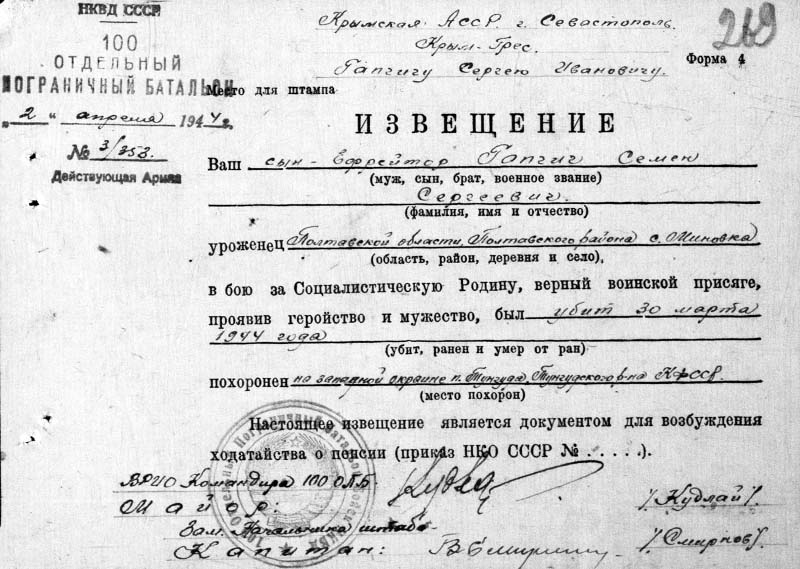 НКВД СССР
100
ОТДЕЛЬНЫЙ
ПОГРАНИЧНЫЙ БАТАЛЬОН
„2" апреля 1944 г.
№ 3/353.
Действующая Армия
Крымская АССР г. Севастополь.
Крым-Грес.
Гапчигу Сергею Ивановичу.
269
Форма 4
Место для штампа
ИЗВЕЩЕНИЕ
Ваш сын - Ефрейтор Гапчиг Семен
(муж, сын, брат, военное звание)
Сергеевич.
(фамилия, имя и отчество)
уроженец Полтавской области, Полтавского района с.
(область, район, деревня и село),
в бою за Социалистическую Родину, верный воинской присяге,
проявив геройство и мужество, был убит 30 марта
1944 года
(убит, ранен и умер от ран)
похоронен на западной окраине п. Тунгуда, Тунгудского р-на КФССР
(место похорон)
Настоящее извещение является документом для возбуждения
ходатайства о пенсии (приказ НКО СССР № . . . . .).
ВРИО Командира 100 ОПБ
Майор: /Кудлай/.
Зам. Начальника штаба
Капитан: /Смирнов/.